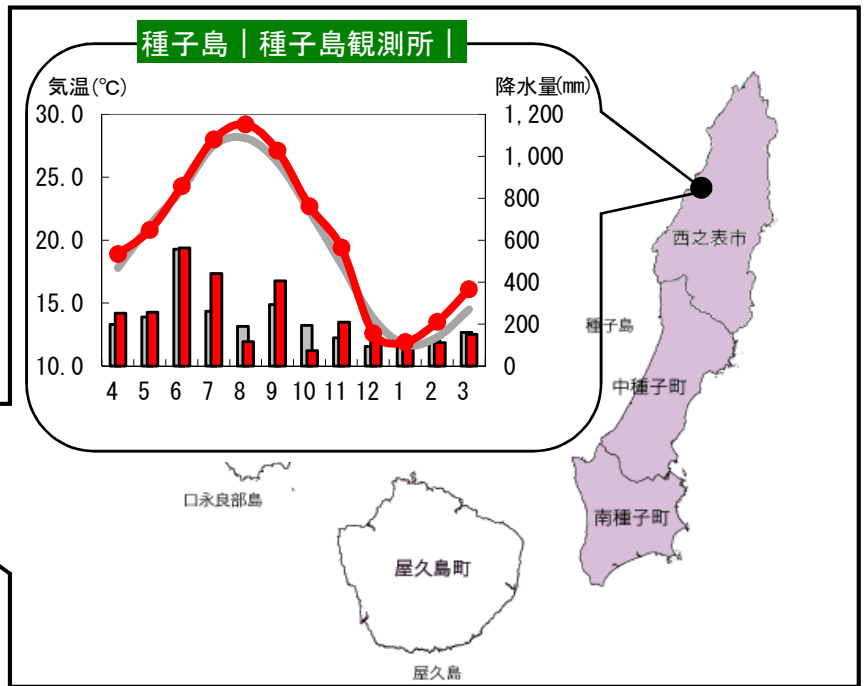 種子島｜種子島観測所｜
気温(℃)
降水量(mm)
30.0
25.0
20.0
15.0
10.0
1,200
1,000
800
600
400
200
0
4 5 6 7 8 9 10 11 12 1 2 3
西之表市
種子島
中種子町
南種子町
口永良部島
屋久島町
屋久島